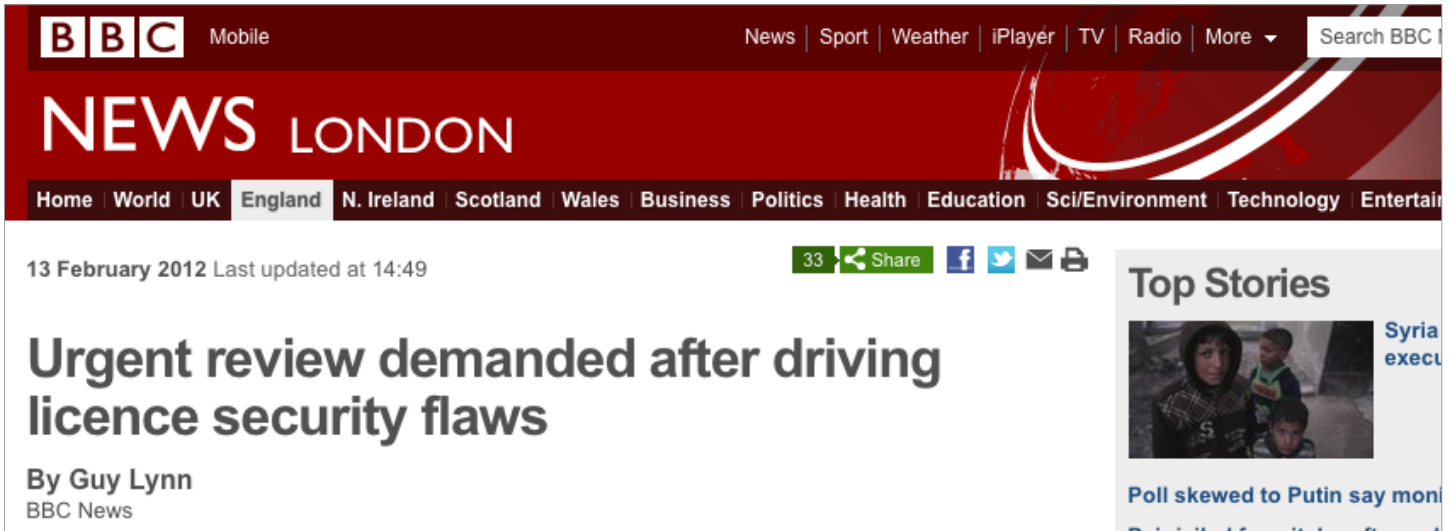 BBC Mobile News Sport Weather iPlayer TV Radio More Search BBC
NEWS LONDON
Home World UK England N. Ireland Scotland Wales Business Politics Health Education Sci/Environment Technology
13 February 2012 Last updated at 14:49
33 Share
Urgent review demanded after driving
licence security flaws
By Guy Lynn
BBC News
Top Stories
Syria
Poll skewed to Putin say